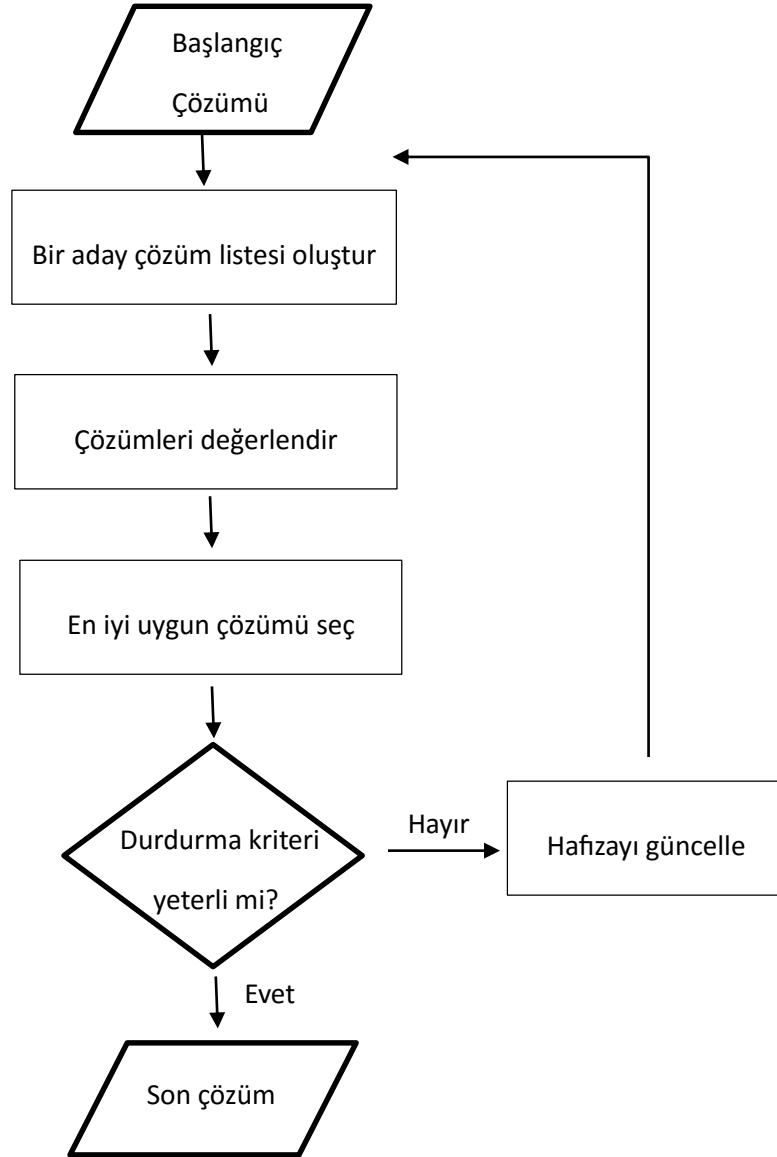 Başlangıç
Çözümü
Bir aday çözüm listesi oluştur
Çözümleri değerlendir
En iyi uygun çözümü seç
Durdurma kriteri
yeterli mi?
Hayır
Hafızayı güncelle
Evet
Son çözüm